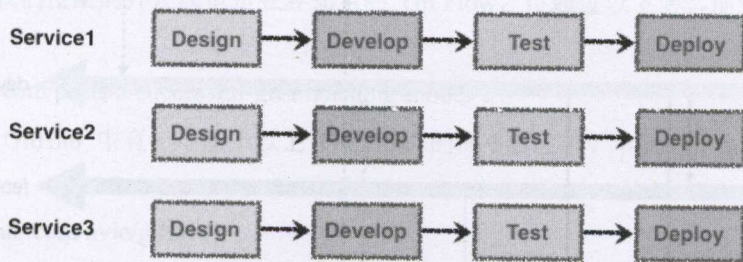 Service1 Design Develop Test Deploy
Service2 Design Develop Test Deploy
Service3 Design Develop Test Deploy